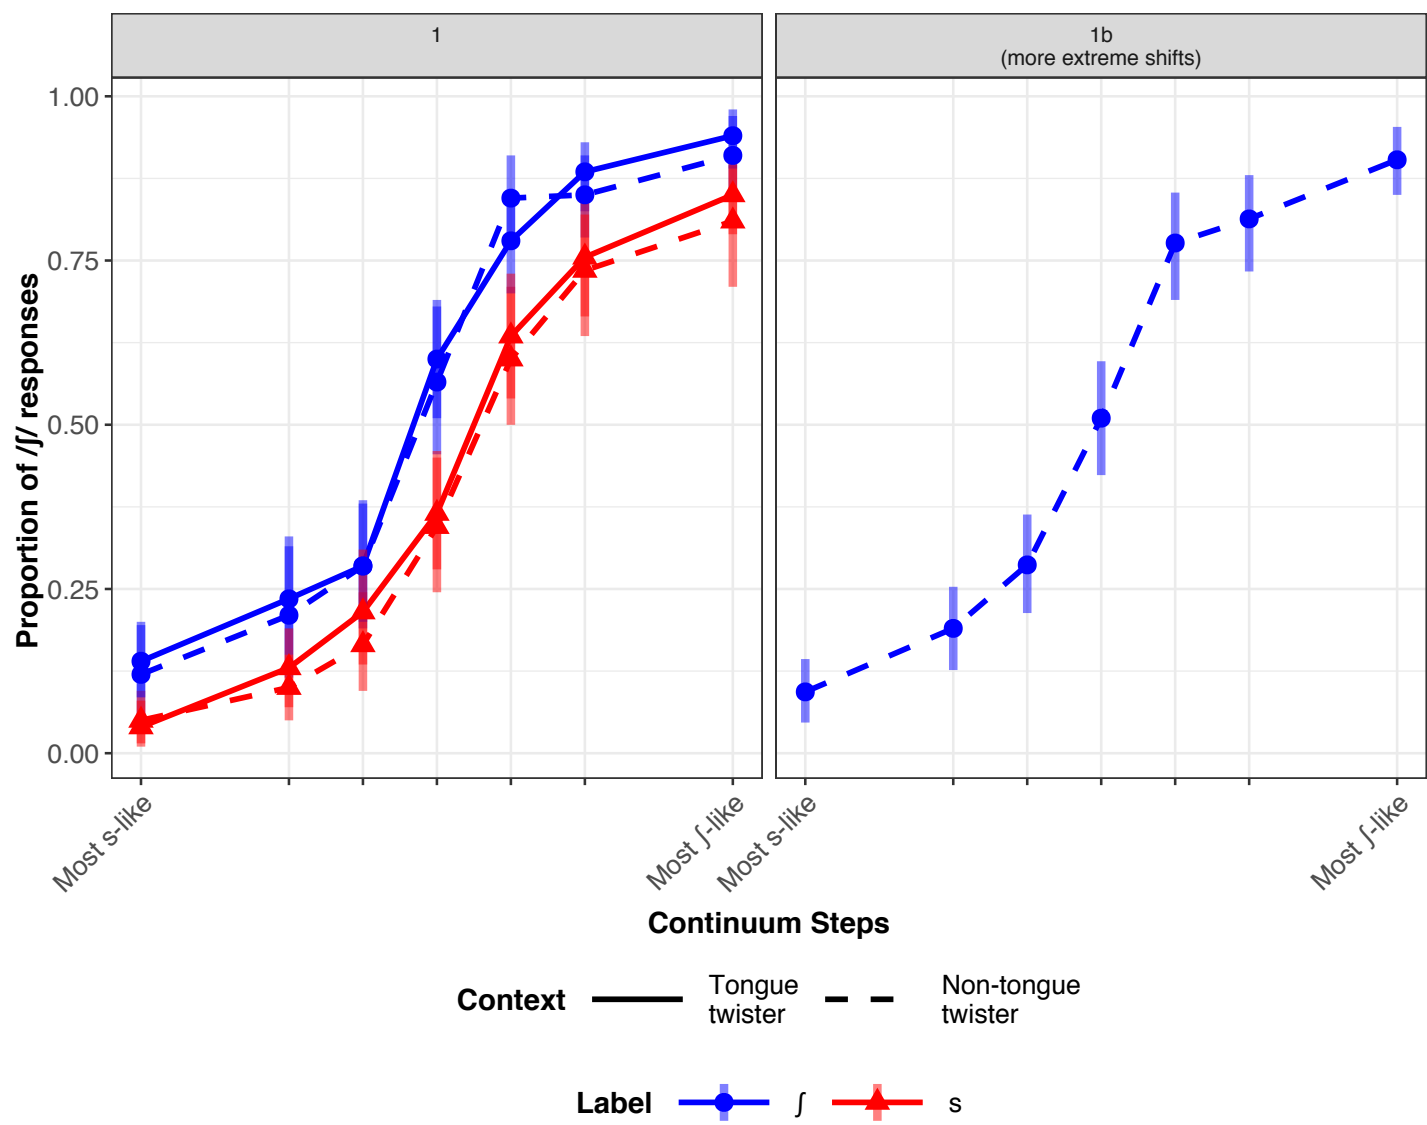 1
1b
(more extreme shifts)
Proportion of /ʃ/ responses
1.00
0.75
0.50
0.25
0.00
Most s-like
Most ʃ-like
Most s-like
Most ʃ-like
Continuum Steps
Context
Tongue
twister
Non-tongue
twister
Label
ʃ
s